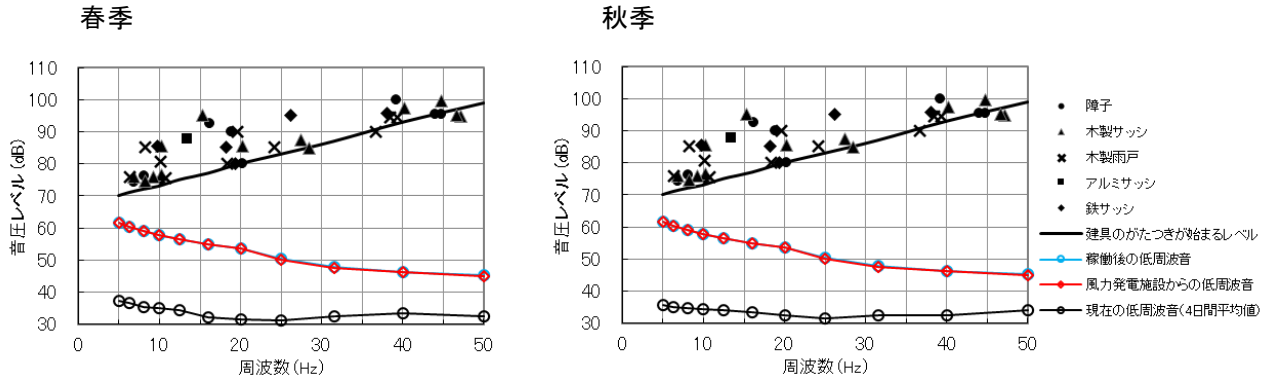 春季
110
100
90
80
70
60
50
40
30
音圧レベル(dB)
0 10 20 30 40 50
周波数(Hz)
秋季
110
100
90
80
70
60
50
40
30
音圧レベル(dB)
0 10 20 30 40 50
周波数(Hz)
障子
木製サッシ
木製雨戸
アルミサッシ
鉄サッシ
建具のがたつきが始まるレベル
稼働後の低周波音
風力発電施設からの低周波音
現在の低周波音(4日間平均値)